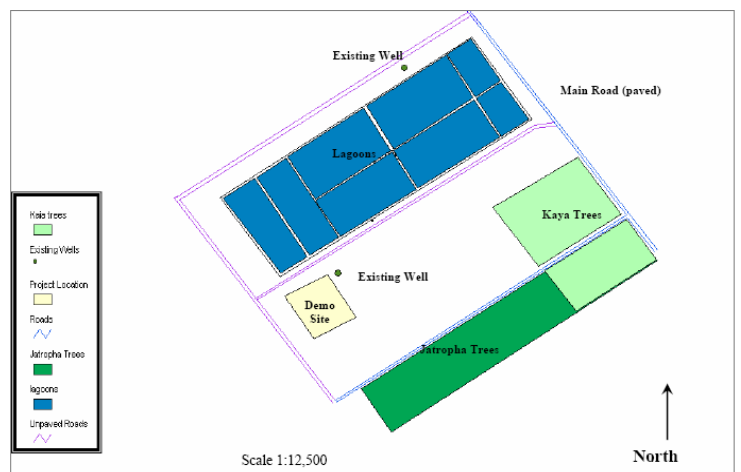 Existing Well
Main Road (paved)
Lagoons
Kaya Trees
Existing Well
Demo
Site
Jatropha Trees
Kaia trees
Existing Wells
Project Location
Roads
Jatropha Trees
lagoons
Unpaved Roads
Scale 1:12,500
North